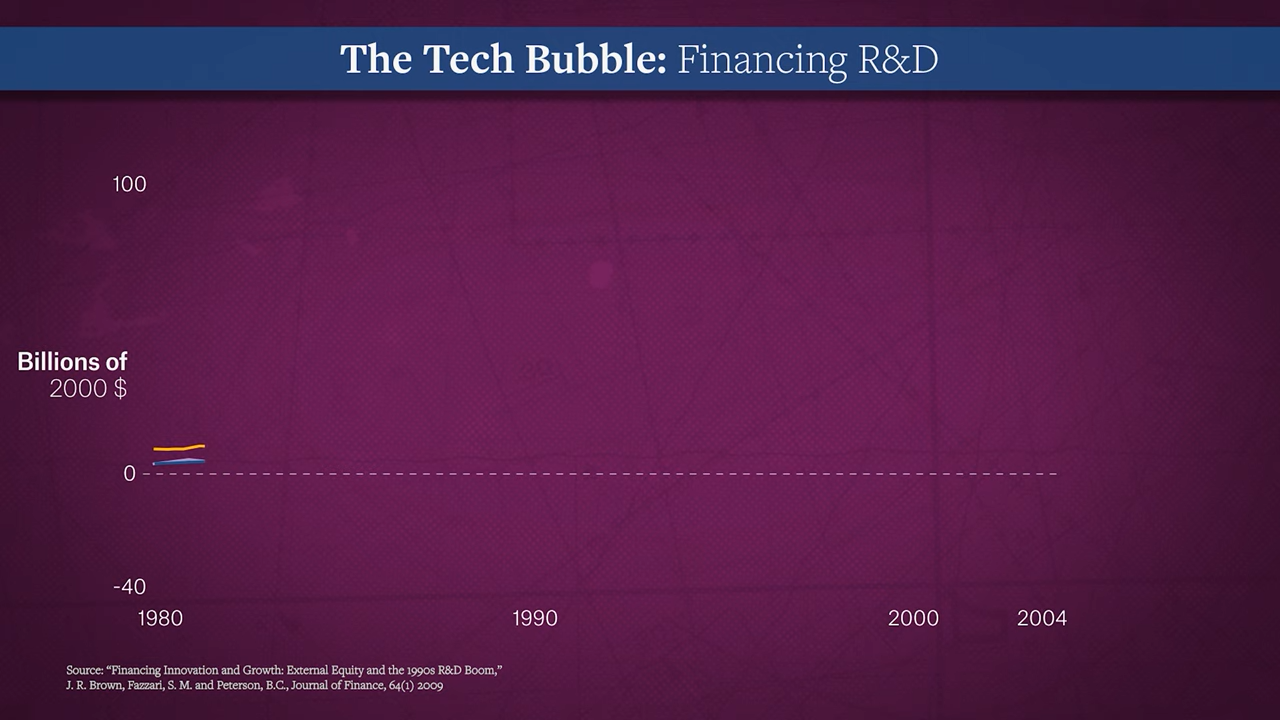 The Tech Bubble: Financing R&D
100
Billions of
2000 $
0
-40
1980 1990 2000 2004
Source: “Financing Innovation and Growth: External Equity and the 1990s R&D Boom,”
J. R. Brown, Fazzari, S. M. and Peterson, B.C., Journal of Finance, 64(1) 2009